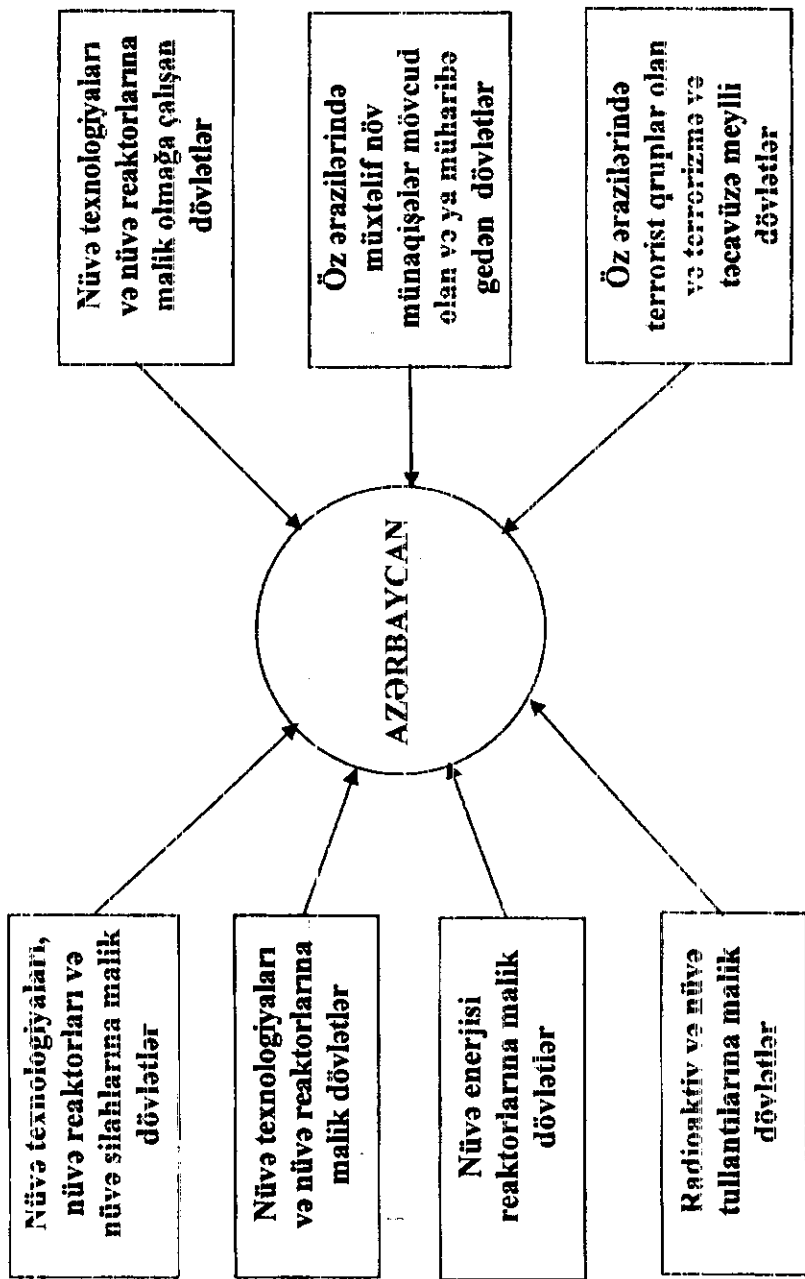 Nüvə texnologiyaları,
nüvə reaktorları və
nüvə silahlarına malik
dövlətlər
Nüvə texnologiyaları
və nüvə reaktorlarına
malik dövlətlər
Nüvə enerjisi
reaktorlarına malik
dövlətlər
Radioaktiv və nüvə
tullantılarına malik
dövlətlər
AZƏRBAYCAN
Nüvə texnologiyaları
və nüvə reaktorlarına
malik olmağa çalışan
dövlətlər
Öz ərazilərində
müxtəlif növ
münaqişələr mövcud
olan və ya müharibə
gedən dövlətlər
Öz ərazilərində
terrorist qruplar olan
və terrorizmə və
təcavüzə meylli
dövlətlər